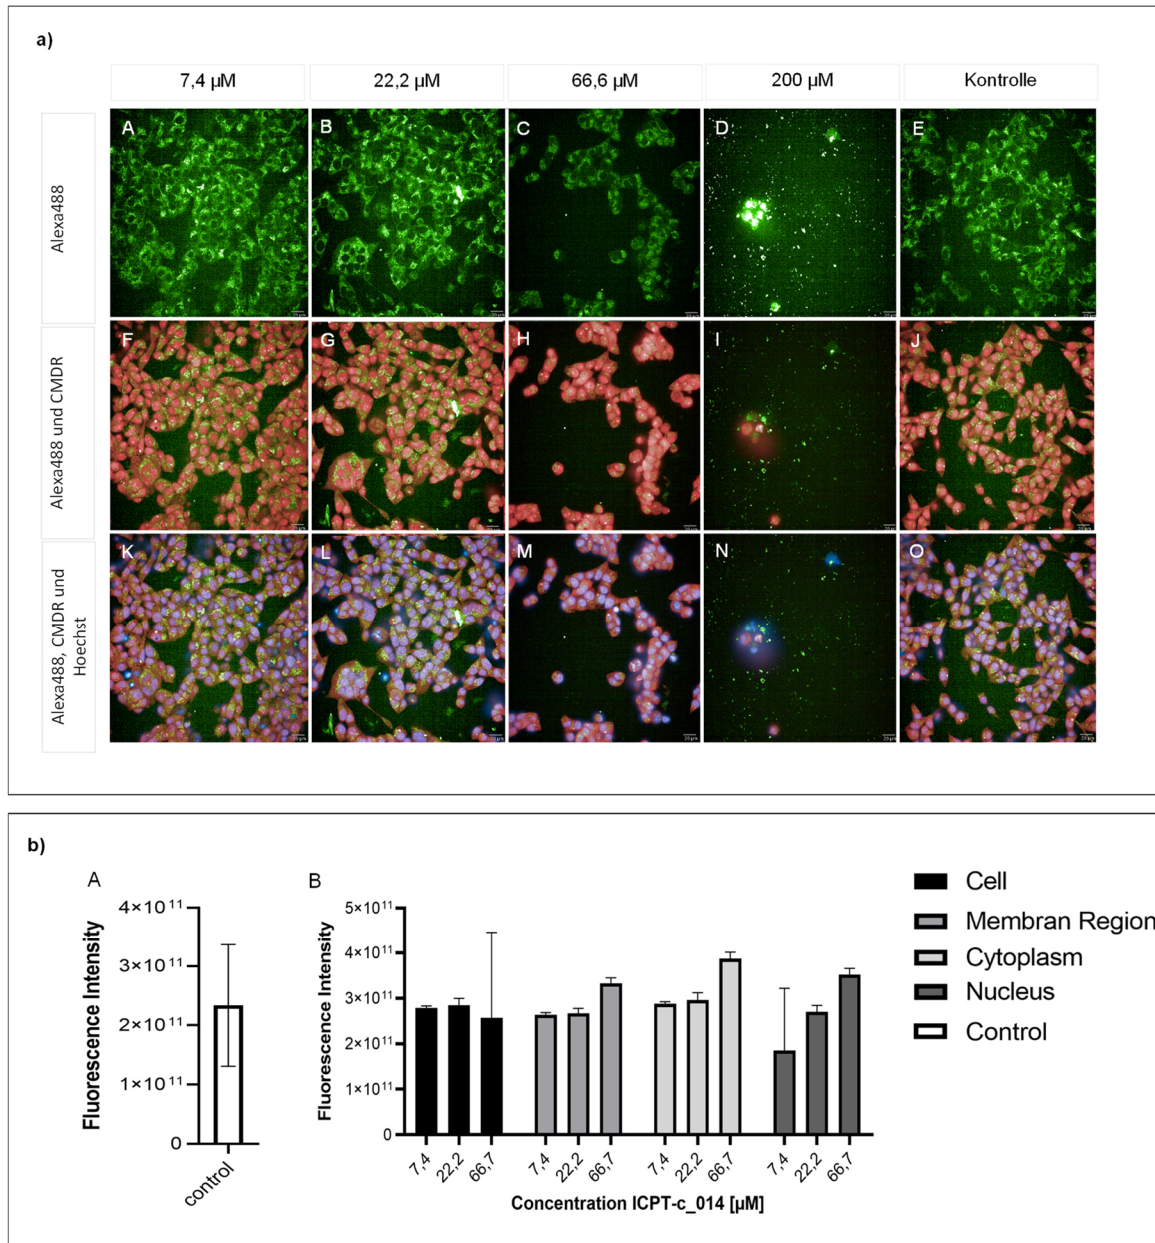 a)
7,4 µM
22,2 µM
66,6 µM
200 µM
Kontrolle
Alexa488
A
B
C
D
E
Alexa488 und CMDR
F
G
H
I
J
Alexa488, CMDR und
Hoechst
K
L
M
N
O
b)
A
Fluorescence Intensity
4×10¹¹
3×10¹¹
2×10¹¹
1×10¹¹
0
control
B
Fluorescence Intensity
5×10¹¹
4×10¹¹
3×10¹¹
2×10¹¹
1×10¹¹
0
7,4
22,2
66,7
7,4
22,2
66,7
7,4
22,2
66,7
7,4
22,2
66,7
Concentration ICPT-c_014 [µM]
Cell
Membran Region
Cytoplasm
Nucleus
Control